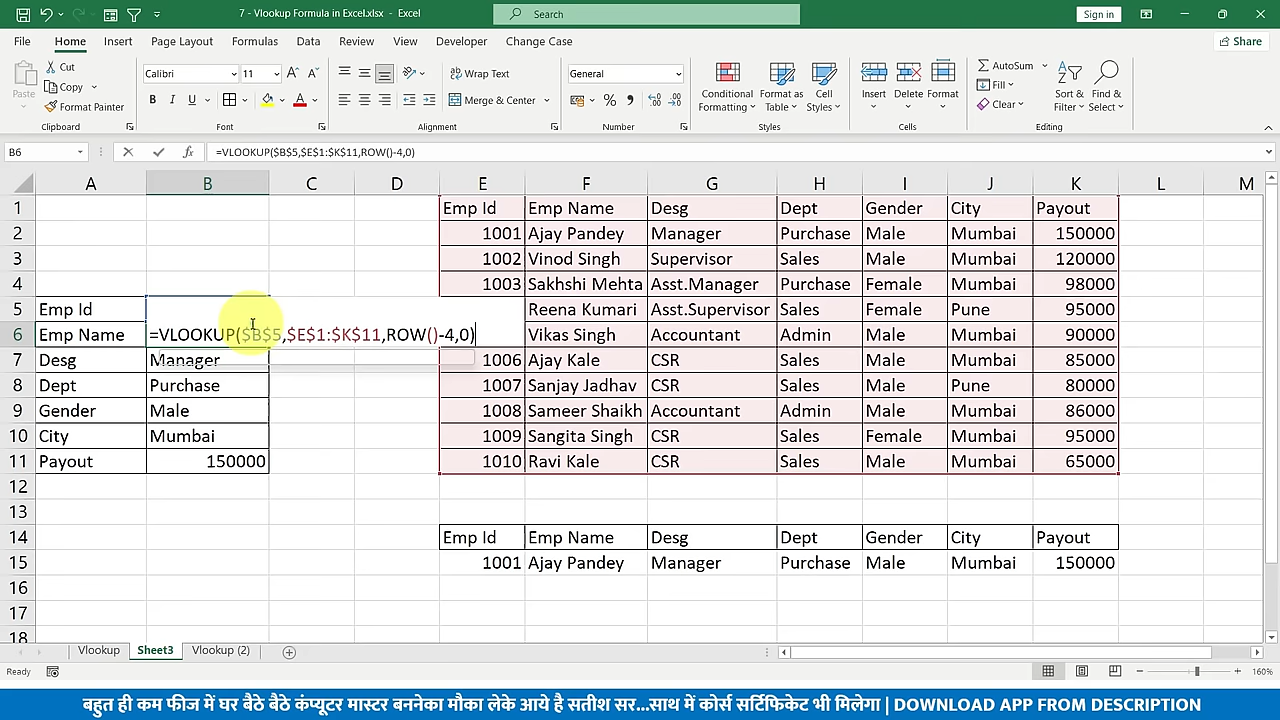 7 - Vlookup Formula in Excel.xlsx - Excel
Search
Sign in
File Home Insert Page Layout Formulas Data Review View Developer Change Case
Share
Paste
Cut
Copy
Format Painter
Clipboard
Calibri 11
B I U
Font
Wrap Text
Merge & Center
Alignment
General
Number
Conditional Formatting
Format as Table
Cell Styles
Styles
Insert Delete Format
Cells
AutoSum
Fill
Clear
Sort & Filter
Find & Select
Editing
B6 =VLOOKUP($B$5,$E$1:$K$11,ROW()-4,0)
A B C D E F G H I J K L M
1 Emp Id Emp Name Desg Dept Gender City Payout
2 1001 Ajay Pandey Manager Purchase Male Mumbai 150000
3 1002 Vinod Singh Supervisor Sales Male Mumbai 120000
4 1003 Sakhshi Mehta Asst.Manager Purchase Female Mumbai 98000
5 Emp Id Reena Kumari Asst.Supervisor Sales Female Pune 95000
6 Emp Name =VLOOKUP($B$5,$E$1:$K$11,ROW()-4,0) Vikas Singh Accountant Admin Male Mumbai 90000
7 Desg Manager 1006 Ajay Kale CSR Sales Male Mumbai 85000
8 Dept Purchase 1007 Sanjay Jadhav CSR Sales Male Pune 80000
9 Gender Male 1008 Sameer Shaikh Accountant Admin Male Mumbai 86000
10 City Mumbai 1009 Sangita Singh CSR Sales Female Mumbai 95000
11 Payout 150000 1010 Ravi Kale CSR Sales Male Mumbai 65000
12
13
14 Emp Id Emp Name Desg Dept Gender City Payout
15 1001 Ajay Pandey Manager Purchase Male Mumbai 150000
16
17
18
Vlookup Sheet3 Vlookup (2)
Ready
160%
बहुत ही कम फीज में घर बैठे बैठे कंप्यूटर मास्टर बननेका मौका लेके आये है सतीश सर...साथ में कोर्स सर्टिफिकेट भी मिलेगा | DOWNLOAD APP FROM DESCRIPTION